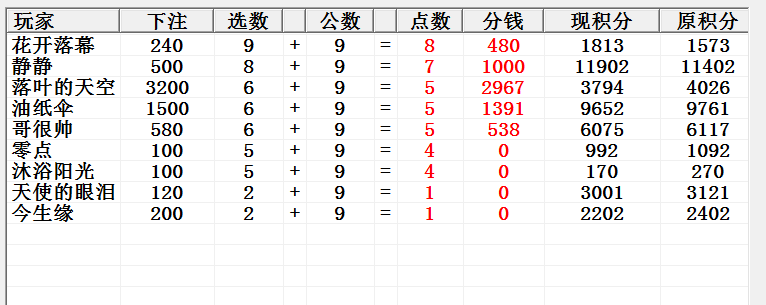 玩家 下注 选数 公数 点数 分钱 现积分 原积分
花开落幕 240 9 + 9 = 8 480 1813 1573
静静 500 8 + 9 = 7 1000 11902 11402
落叶的天空 3200 6 + 9 = 5 2967 3794 4026
油纸伞 1500 6 + 9 = 5 1391 9652 9761
哥很帅 580 6 + 9 = 5 538 6075 6117
零点 100 5 + 9 = 4 0 992 1092
沐浴阳光 100 5 + 9 = 4 0 170 270
天使的眼泪 120 2 + 9 = 1 0 3001 3121
今生缘 200 2 + 9 = 1 0 2202 2402